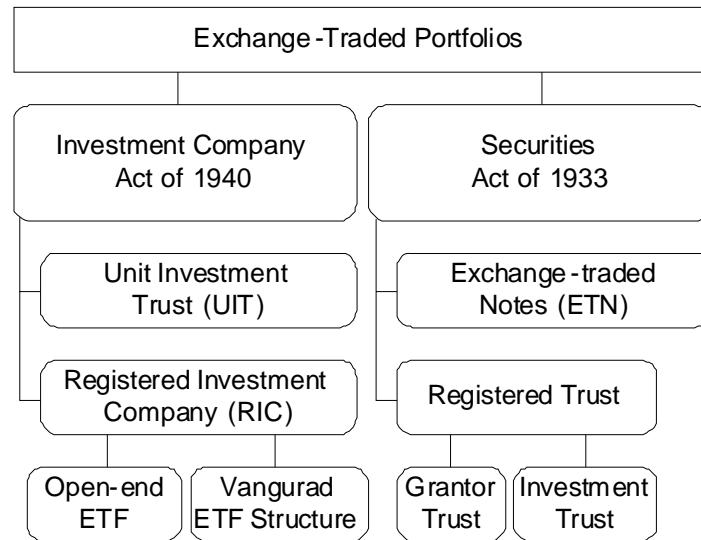 Exchange-Traded Portfolios
Investment Company
Act of 1940
Securities
Act of 1933
Unit Investment
Trust (UIT)
Exchange-traded
Notes (ETN)
Registered Investment
Company (RIC)
Registered Trust
Open-end
ETF
Vangurad
ETF Structure
Grantor
Trust
Investment
Trust